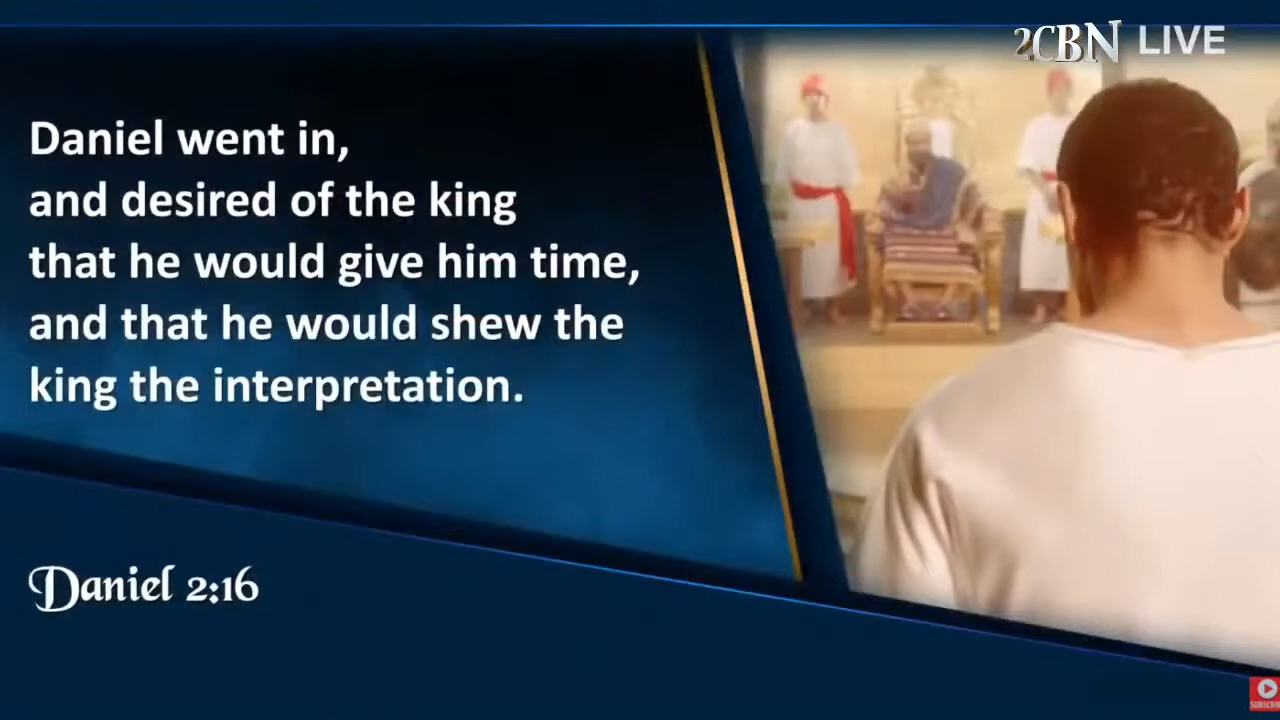 2CBN LIVE
Daniel went in,
and desired of the king
that he would give him time,
and that he would shew the
king the interpretation.
Daniel 2:16
SUBSCRIBE